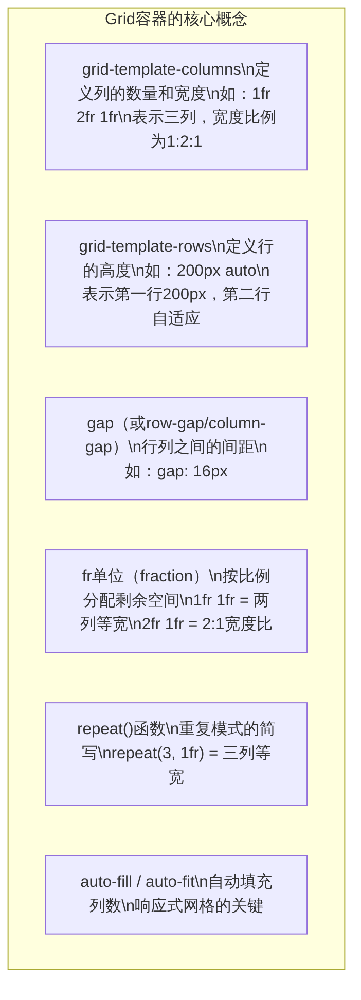 Grid容器的核心概念
grid-template-columns\n定
义列的数量和宽度\n如：1fr
2fr 1fr\n表示三列，宽度比例
为1:2:1
grid-template-rows\n定义行
的高度\n如：200px auto\n
表示第一行200px，第二行
自适应
gap（或row-gap/column-
gap）\n行列之间的间距\n
如：gap: 16px
fr单位（fraction）\n按比例
分配剩余空间\n1fr 1fr = 两
列等宽\n2fr 1fr = 2:1宽度比
repeat()函数\n重复模式的简
写\nrepeat(3, 1fr) = 三列等
宽
auto-fill / auto-fit\n自动填充
列数\n响应式网格的关键